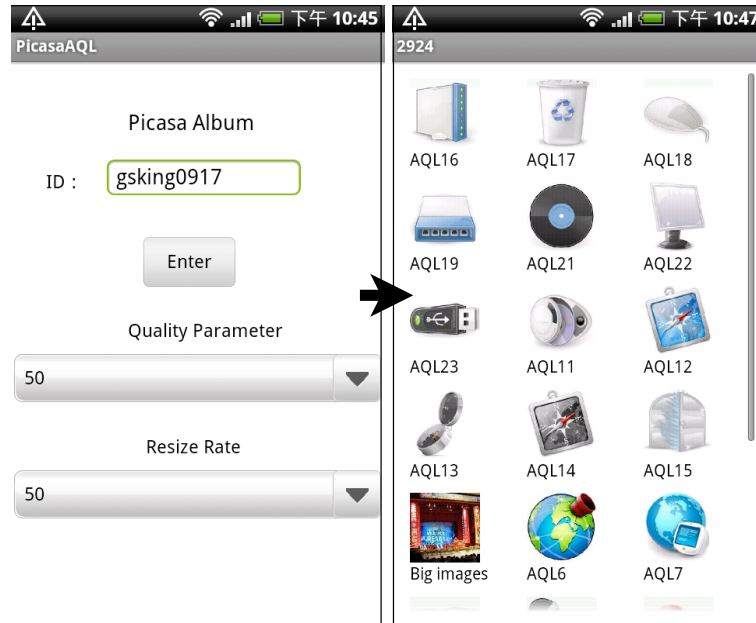 下午 10:45
PicasaAQL
Picasa Album
ID :
gsking0917
Enter
Quality Parameter
50
Resize Rate
50
下午 10:47
2924
AQL16 AQL17 AQL18
AQL19 AQL21 AQL22
AQL23 AQL11 AQL12
AQL13 AQL14 AQL15
Big images AQL6 AQL7